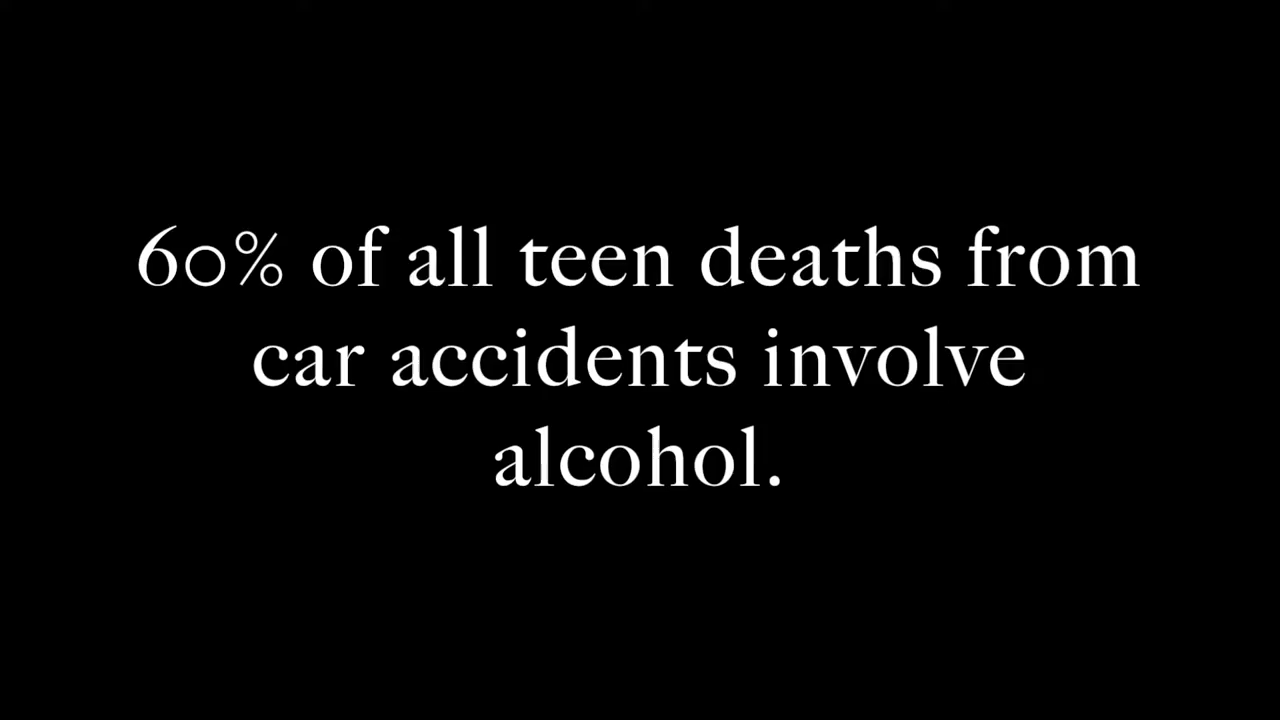 60% of all teen deaths from
car accidents involve
alcohol.